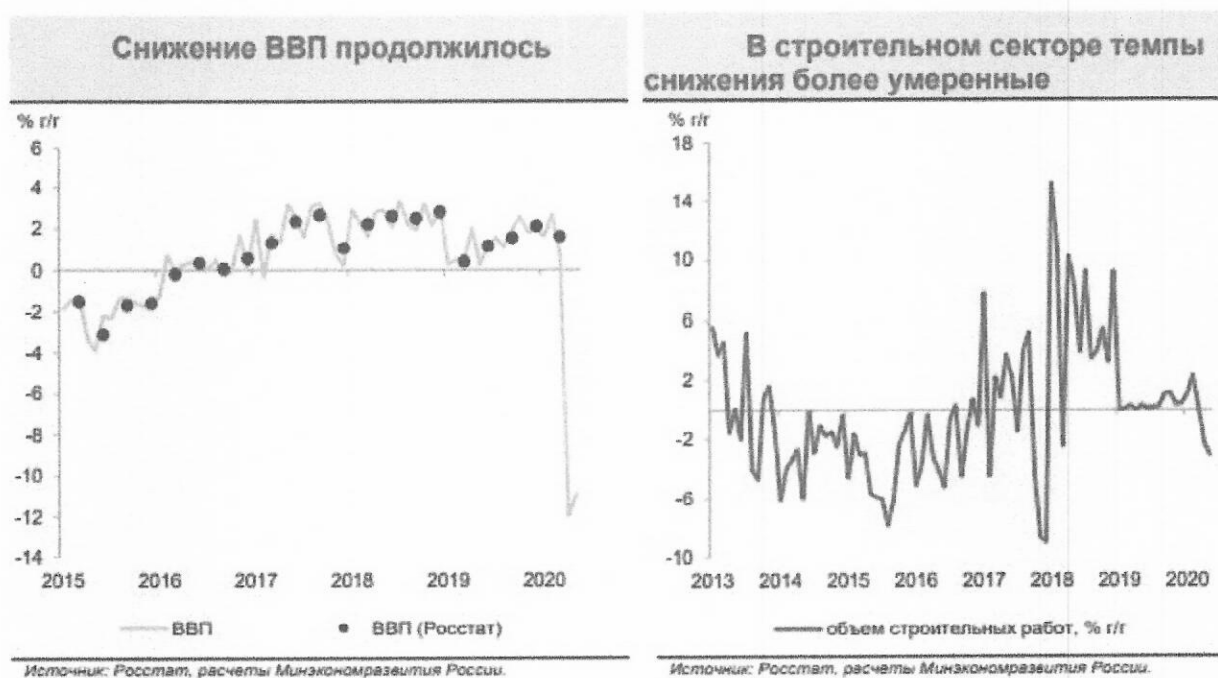 Снижение ВВП продолжилось
% г/г
6
4
2
0
-2
-4
-6
-8
-10
-12
-14
2015 2016 2017 2018 2019 2020
ВВП ВВП (Росстат)
Источник: Росстат, расчеты Минэкономразвития России.
В строительном секторе темпы
снижения более умеренные
% г/г
18
14
10
6
2
-2
-6
-10
2013 2014 2015 2016 2017 2018 2019 2020
объем строительных работ, % г/г
Источник: Росстат, расчеты Минэкономразвития России.